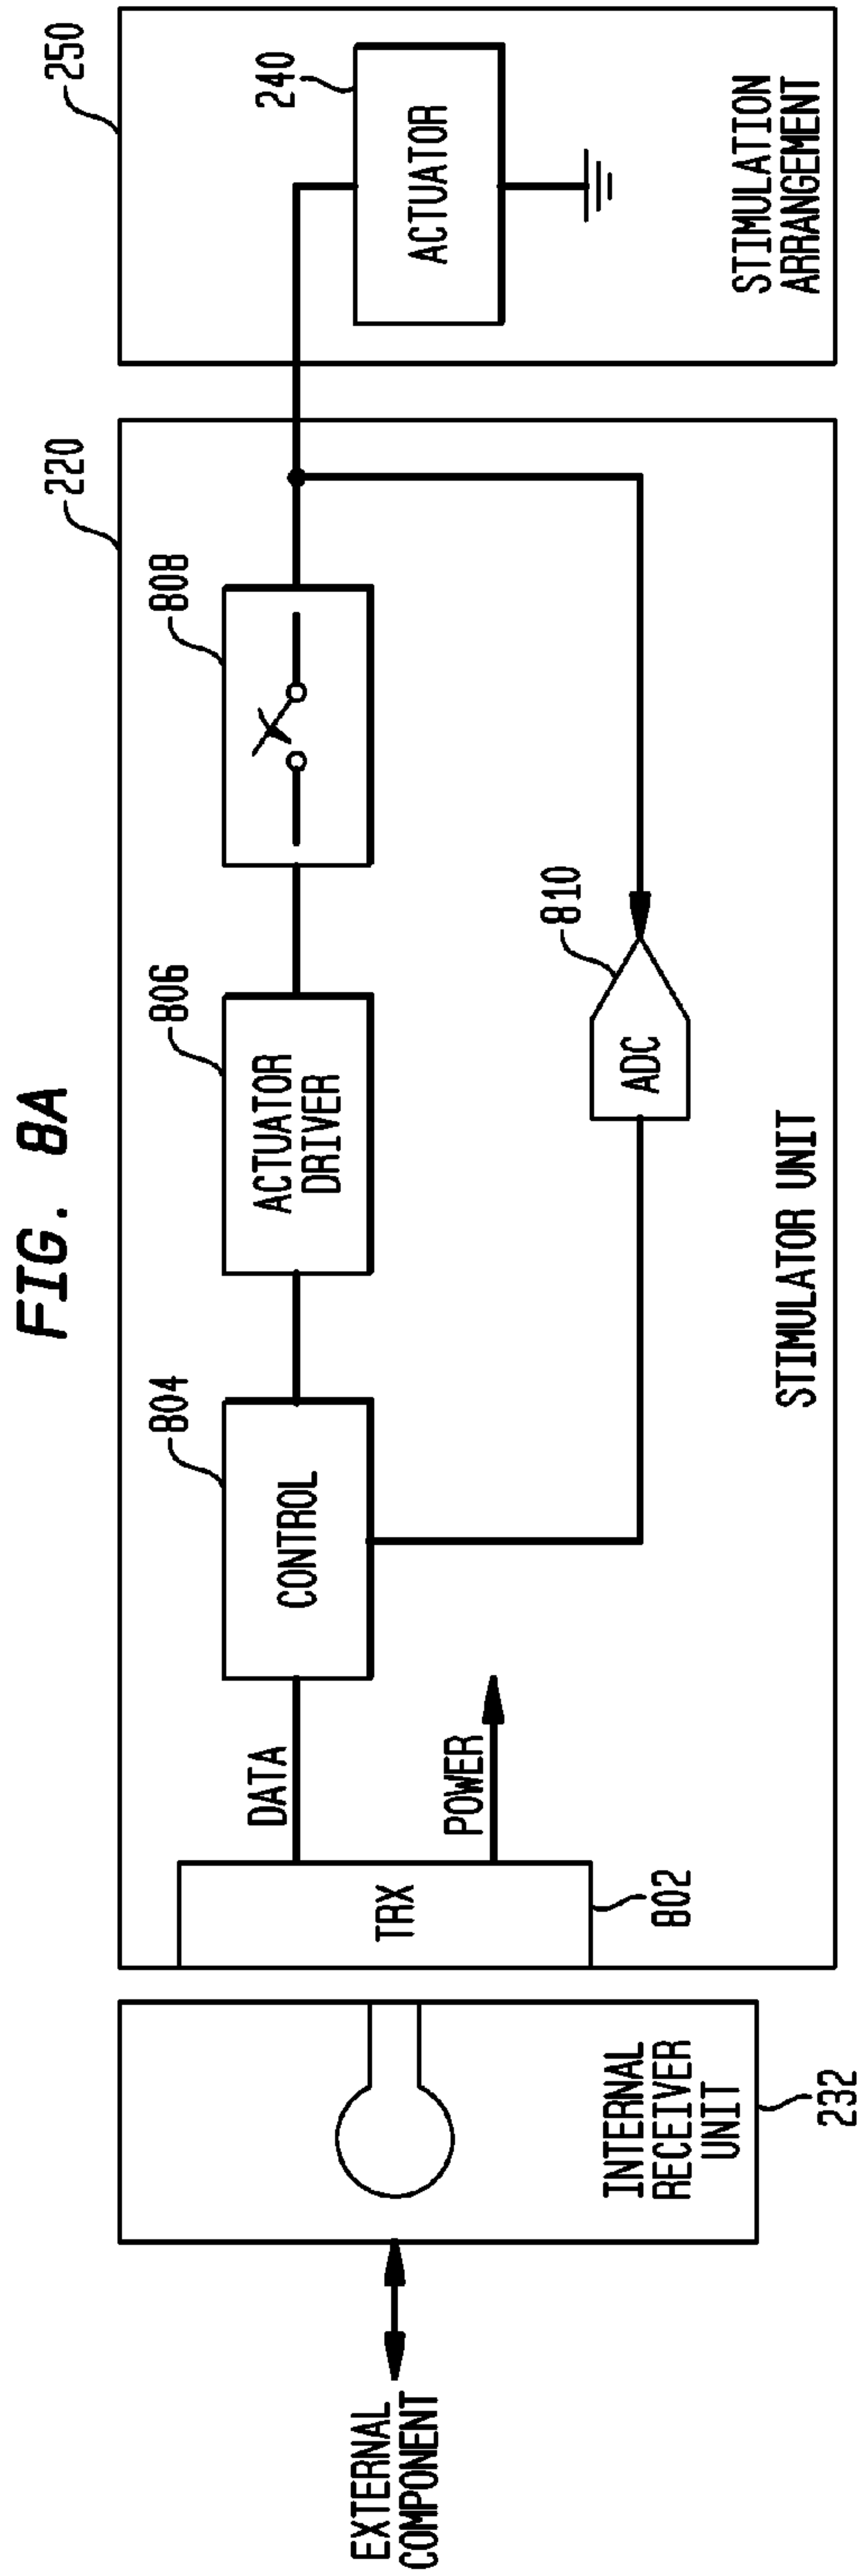 FIG. 8A
220
250
804
806
808
240
EXTERNAL
COMPONENT
DATA
CONTROL
ACTUATOR
DRIVER
ACTUATOR
TRX
POWER
810
ADC
802
INTERNAL
RECEIVER
UNIT
232
STIMULATOR UNIT
STIMULATION
ARRANGEMENT